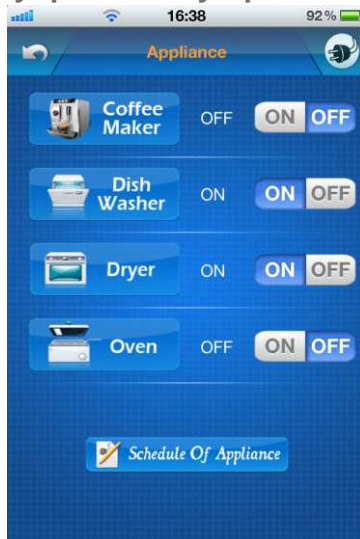 16:38
92%
Appliance
Coffee
Maker
OFF
ON OFF
Dish
Washer
ON
ON OFF
Dryer
ON
ON OFF
Oven
OFF
ON OFF
Schedule Of Appliance